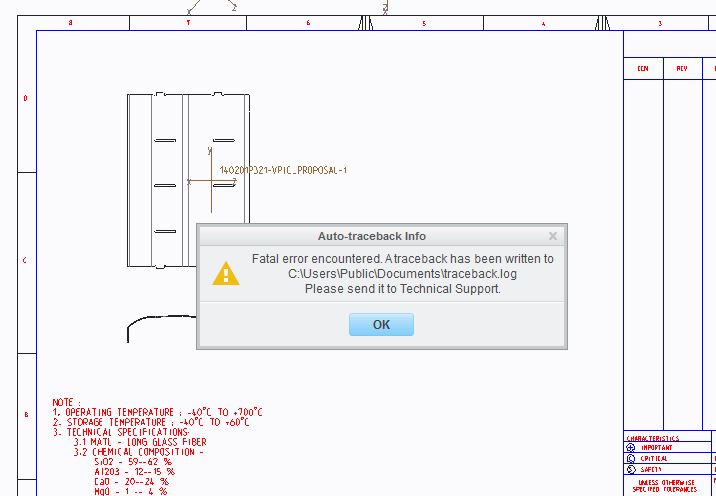 8 7 6 5 4 3
D
C
B
ECN REV
140201P321-VPIC_PROPOSAL-1
Auto-traceback Info
Fatal error encountered. A traceback has been written to
C:\Users\Public\Documents\traceback.log
Please send it to Technical Support.
OK
NOTE :
1. OPERATING TEMPERATURE : -40°C TO +700°C
2. STORAGE TEMPERATURE : -40°C TO +60°C
3. TECHNICAL SPECIFICATIONS-
3.1 MATL - LONG GLASS FIBER
3.2 CHEMICAL COMPOSITION -
SiO2 - 59--62 %
Al2O3 - 12--15 %
CaO - 20--24 %
MgO - 1 -- 4 %
CHARACTERISTICS
IMPORTANT
CRITICAL
SAFETY
UNLESS OTHERWISE
SPECIFIED TOLERANCES